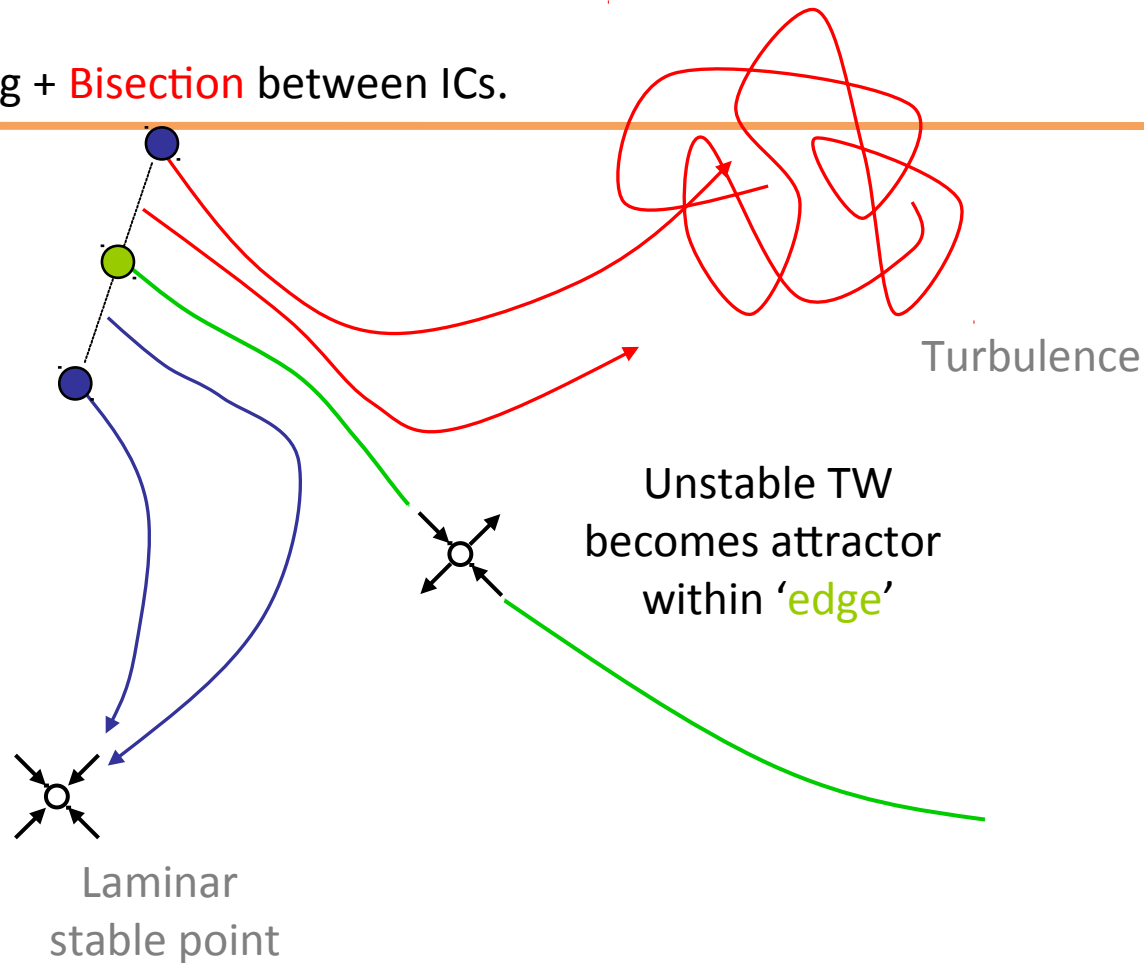 g + Bisection between ICs.
Turbulence
Unstable TW
becomes attractor
within ‘edge’
Laminar
stable point